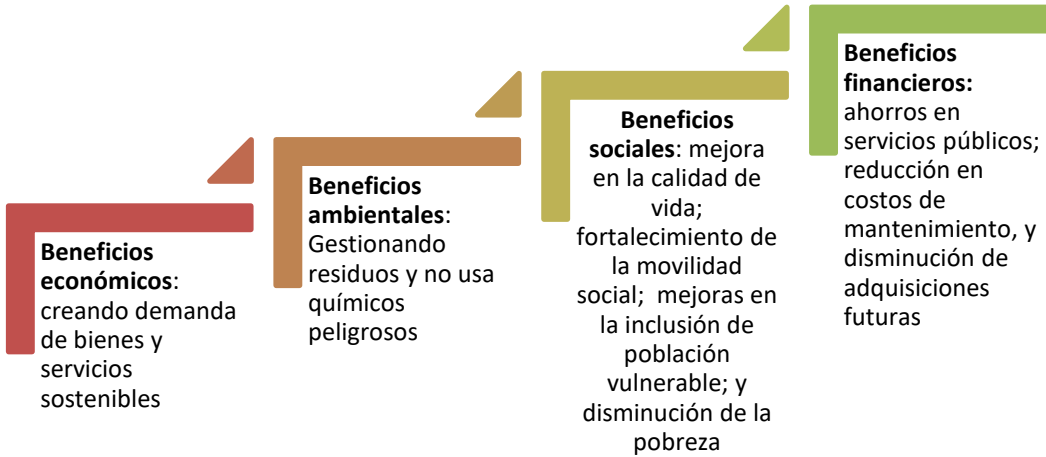 Beneficios
económicos:
creando demanda
de bienes y
servicios
sostenibles
Beneficios
ambientales:
Gestionando
residuos y no usa
químicos
peligrosos
Beneficios
sociales: mejora
en la calidad de
vida;
fortalecimiento de
la movilidad
social;  mejoras en
la inclusión de
población
vulnerable; y
disminución de la
pobreza
Beneficios
financieros:
ahorros en
servicios públicos;
reducción en
costos de
mantenimiento, y
disminución de
adquisiciones
futuras